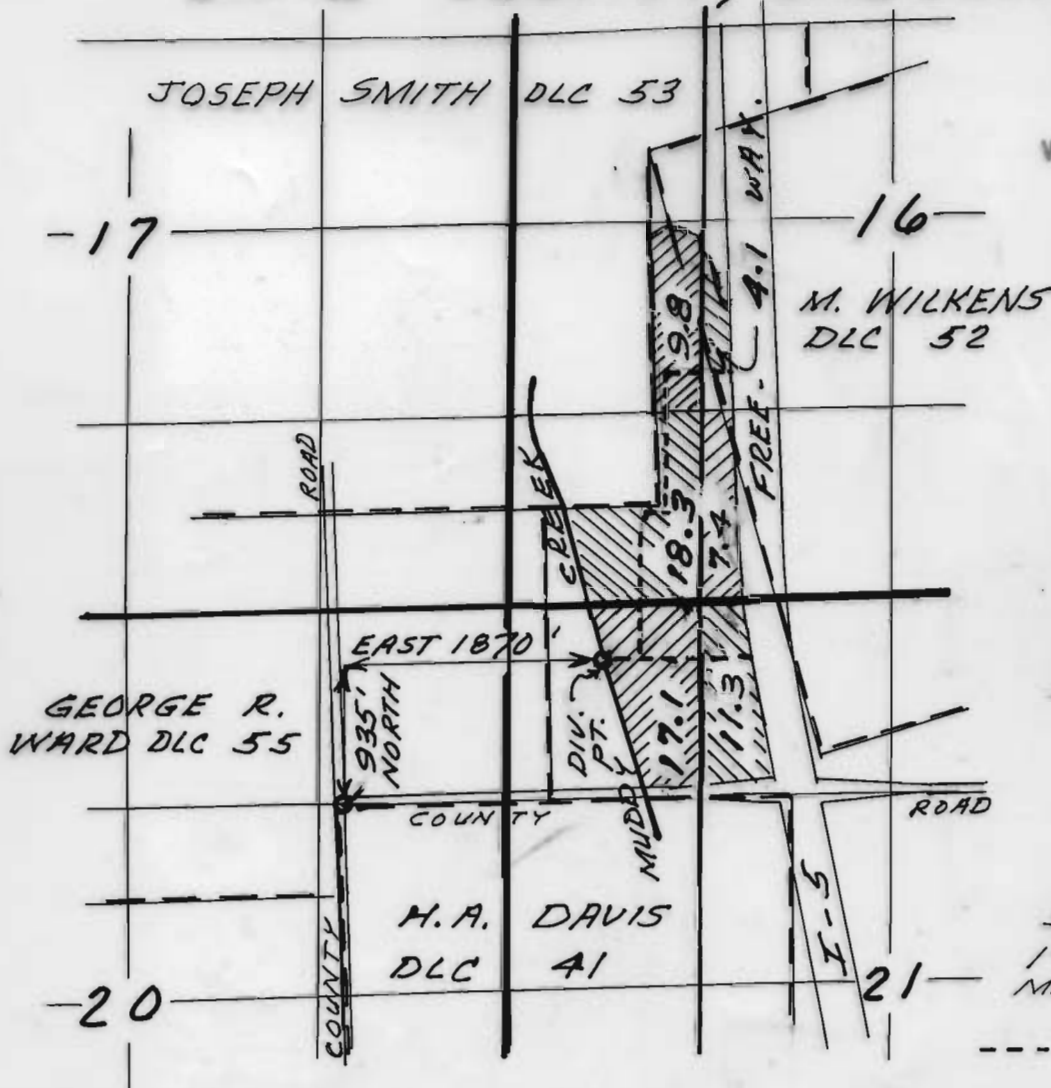 JOSEPH SMITH DLC 53
-17
16
FREE- WAY.
4.1
M. WILKENS
DLC 52
9.8
ROAD
CREEK
18.3
7.4
EAST 1870'
GEORGE R.
WARD DLC 55
935'
NORTH
DIV.
PT.
17.1
11.3
COUNTY
ROAD
MUDDY
H.A. DAVIS
DLC 41
I-5
COUNTY
-20
21